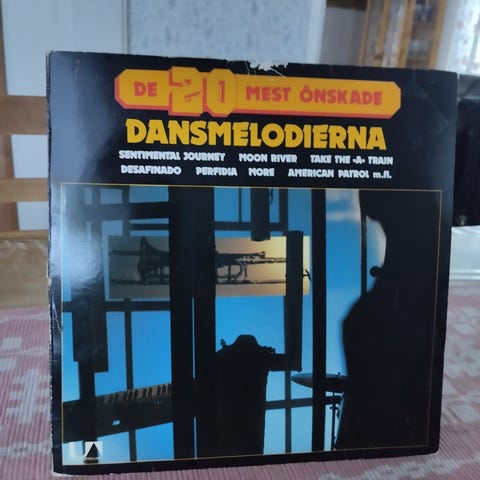 DE 20 MEST ÖNSKADE
DANSMELODIERNA
SENTIMENTAL JOURNEY MOON RIVER TAKE THE «A» TRAIN
DESAFINADO PERFIDIA MORE AMERICAN PATROL m.fl.